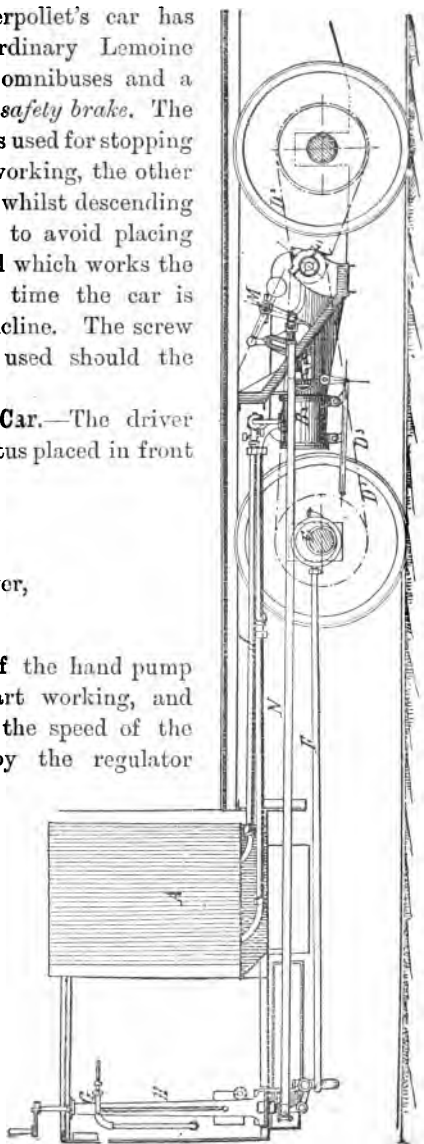 erpollet's car has
rdinary Lemoine
omnibuses and a
safety brake. The
s used for stopping
working, the other
whilst descending
to avoid placing
d which works the
time the car is
cline. The screw
used should the
Car.—The driver
tus placed in front
er,
f the hand pump
art working, and
the speed of the
by the regulator
A
N
F
H
M
D³